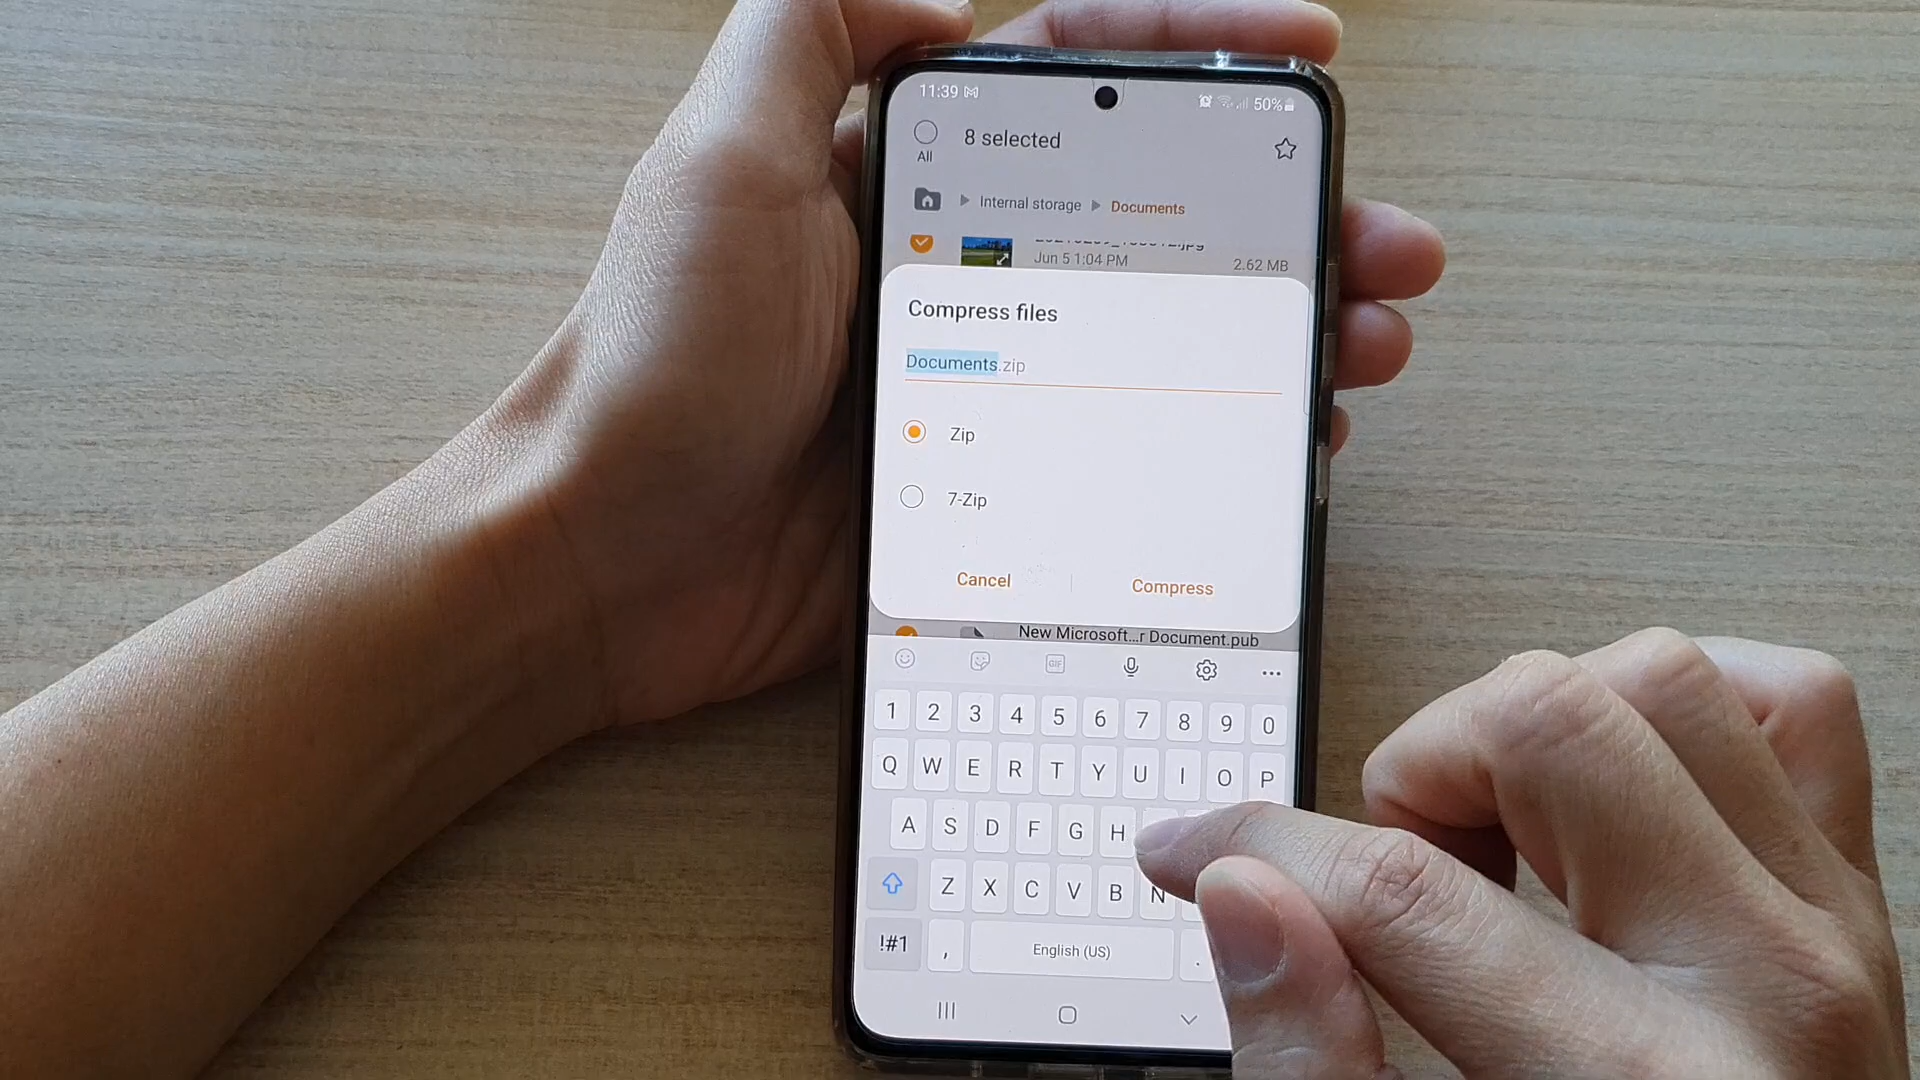 11:39 50%
8 selected
All
Internal storage Documents
Jun 5 1:04 PM 2.62 MB
Compress files
Documents.zip
Zip
7-Zip
Cancel Compress
New Microsoft...r Document.pub
GIF
1 2 3 4 5 6 7 8 9 0
Q W E R T Y U I O P
A S D F G H
Z X C V B N
!#1 , English (US) .